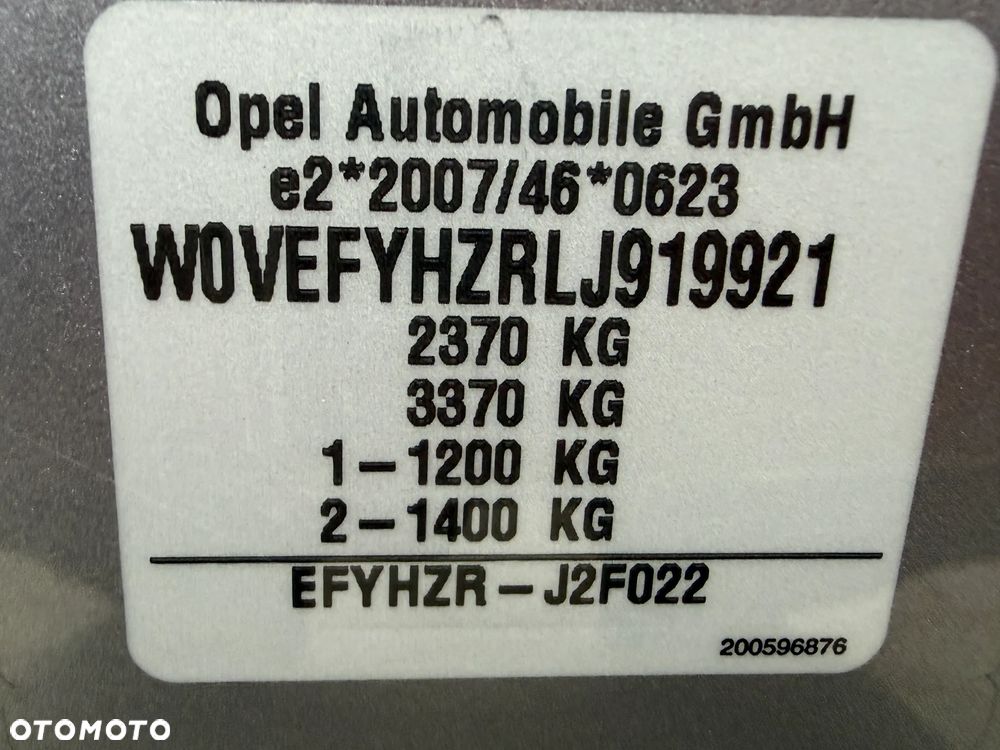 Opel Automobile GmbH
e2*2007/46*0623
W0VEFYHZRLJ919921
2370 KG
3370 KG
1-1200 KG
2-1400 KG
EFYHZR-J2F022
200596876
OTOMOTO